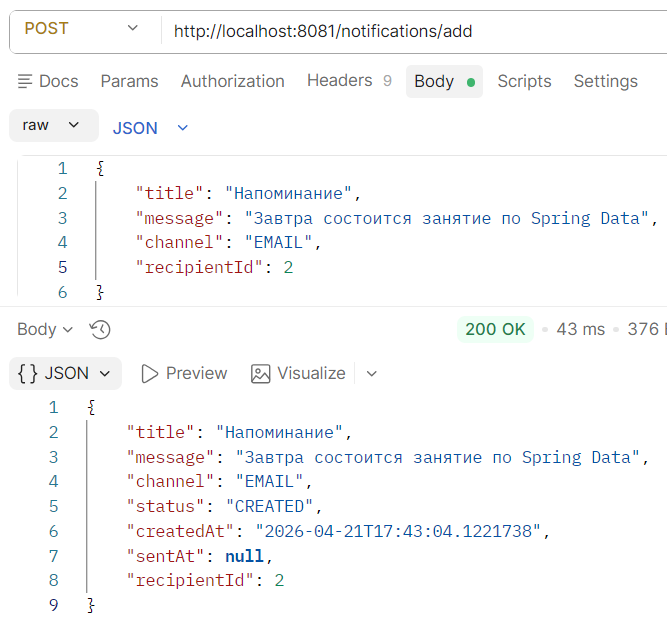 POST http://localhost:8081/notifications/add
Docs Params Authorization Headers 9 Body Scripts Settings
raw JSON
1 {
2 "title": "Напоминание",
3 "message": "Завтра состоится занятие по Spring Data",
4 "channel": "EMAIL",
5 "recipientId": 2
6 }
Body 200 OK 43 ms 376
{} JSON Preview Visualize
1 {
2 "title": "Напоминание",
3 "message": "Завтра состоится занятие по Spring Data",
4 "channel": "EMAIL",
5 "status": "CREATED",
6 "createdAt": "2026-04-21T17:43:04.1221738",
7 "sentAt": null,
8 "recipientId": 2
9 }